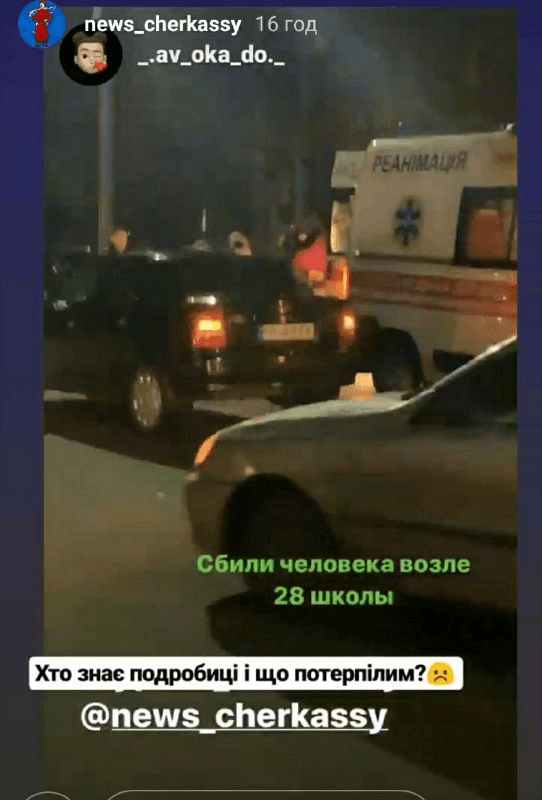 news_cherkassy 16 год
_.av_oka_do._
РЕАНІМАЦІЯ
Сбили человека возле
28 школы
Хто знає подробиці і що потерпілим?☹️
@news_cherkassy